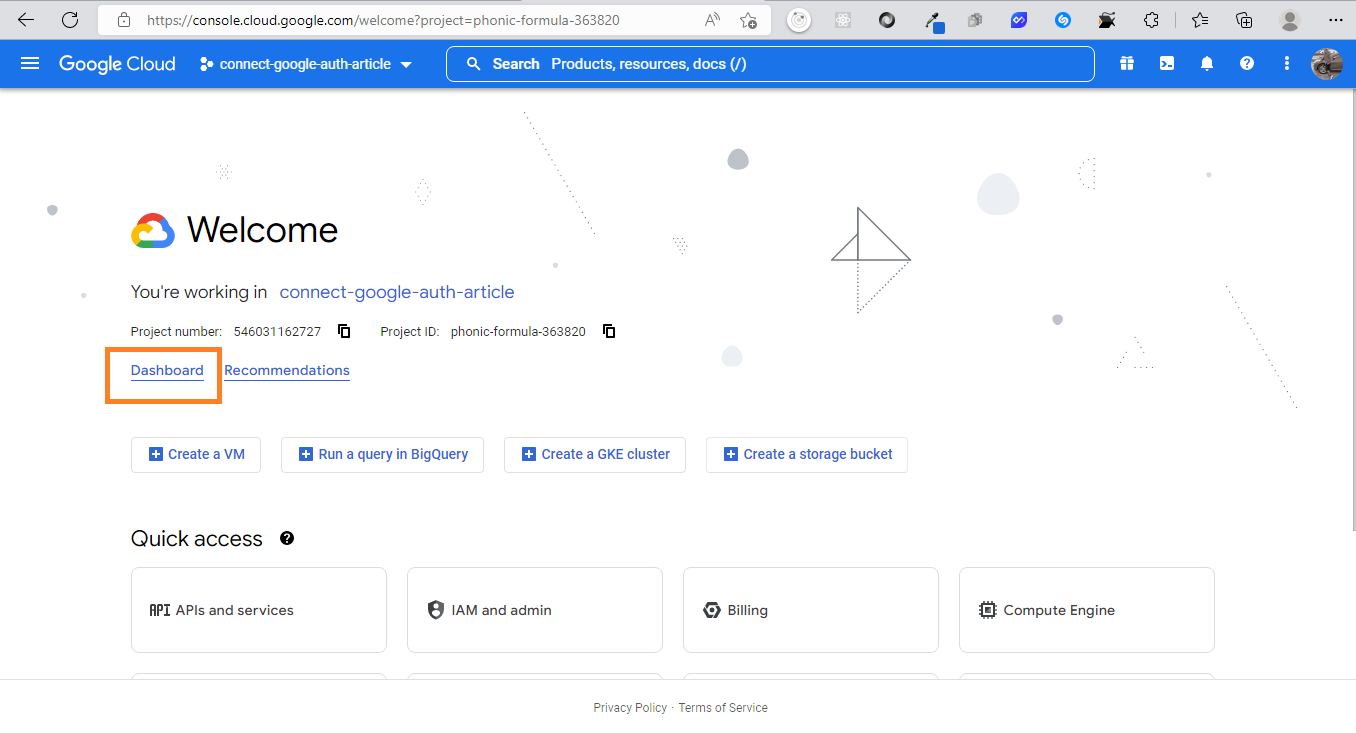 https://console.cloud.google.com/welcome?project=phonic-formula-363820
Google Cloud connect-google-auth-article Search Products, resources, docs (/)
Welcome
You're working in connect-google-auth-article
Project number: 546031162727 Project ID: phonic-formula-363820
Dashboard Recommendations
Create a VM Run a query in BigQuery Create a GKE cluster Create a storage bucket
Quick access
API APIs and services IAM and admin Billing Compute Engine
Privacy Policy · Terms of Service